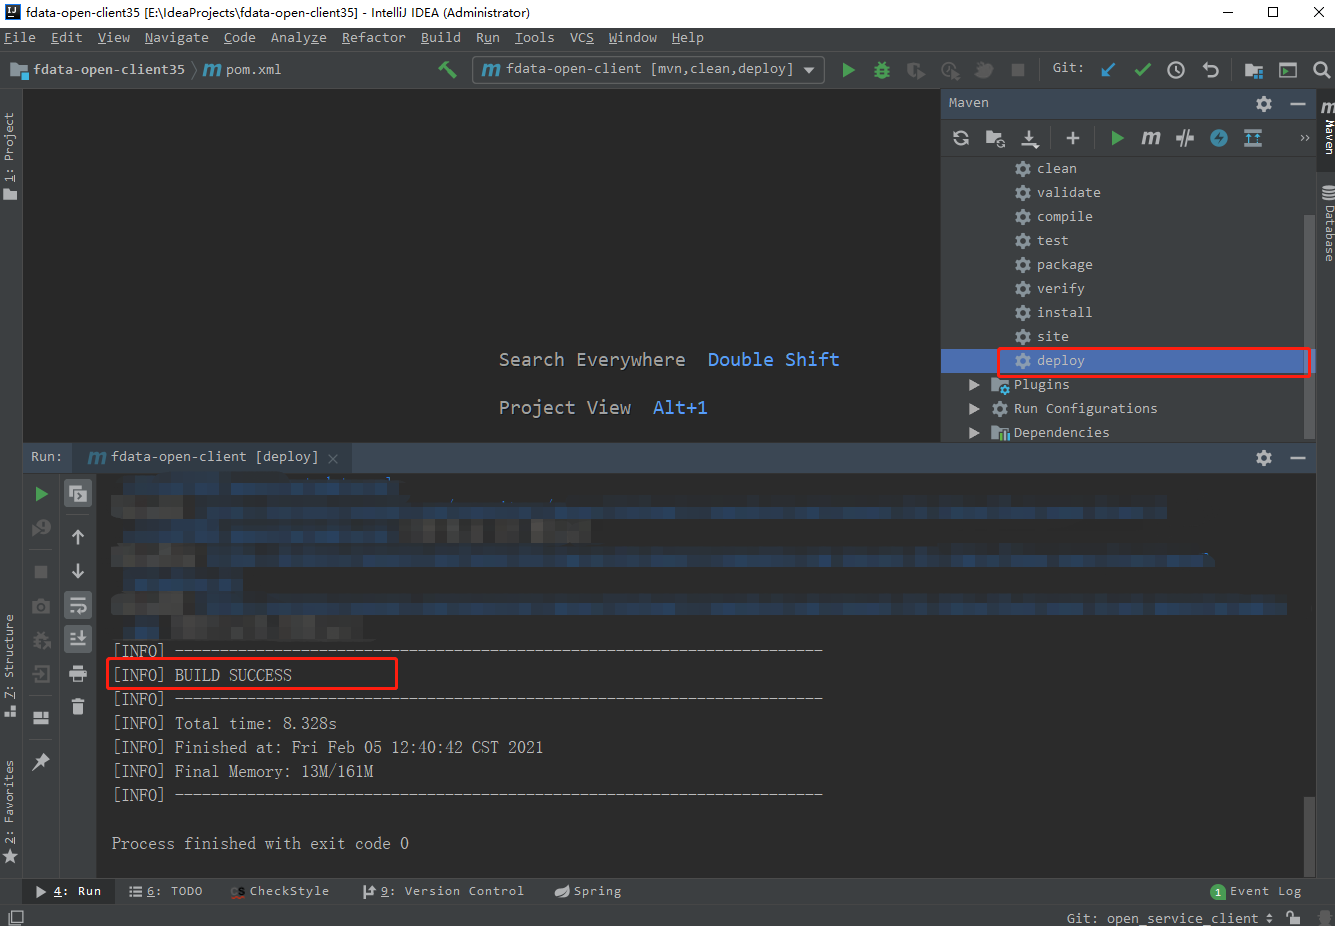 fdata-open-client35 [E:\IdeaProjects\fdata-open-client35] - IntelliJ IDEA (Administrator)
File Edit View Navigate Code Analyze Refactor Build Run Tools VCS Window Help
fdata-open-client35 pom.xml fdata-open-client [mvn,clean,deploy] Git:
1: Project
Maven
Maven
Database
clean
validate
compile
test
package
verify
install
site
deploy
Plugins
Run Configurations
Dependencies
Search Everywhere Double Shift
Project View Alt+1
Run: fdata-open-client [deploy]
[INFO] ------------------------------------------------------------------------
[INFO] BUILD SUCCESS
[INFO] ------------------------------------------------------------------------
[INFO] Total time: 8.328s
[INFO] Finished at: Fri Feb 05 12:40:42 CST 2021
[INFO] Final Memory: 13M/161M
[INFO] ------------------------------------------------------------------------
Process finished with exit code 0
Z: Structure
2: Favorites
4: Run 6: TODO CheckStyle 9: Version Control Spring 1 Event Log
Git: open_service_client